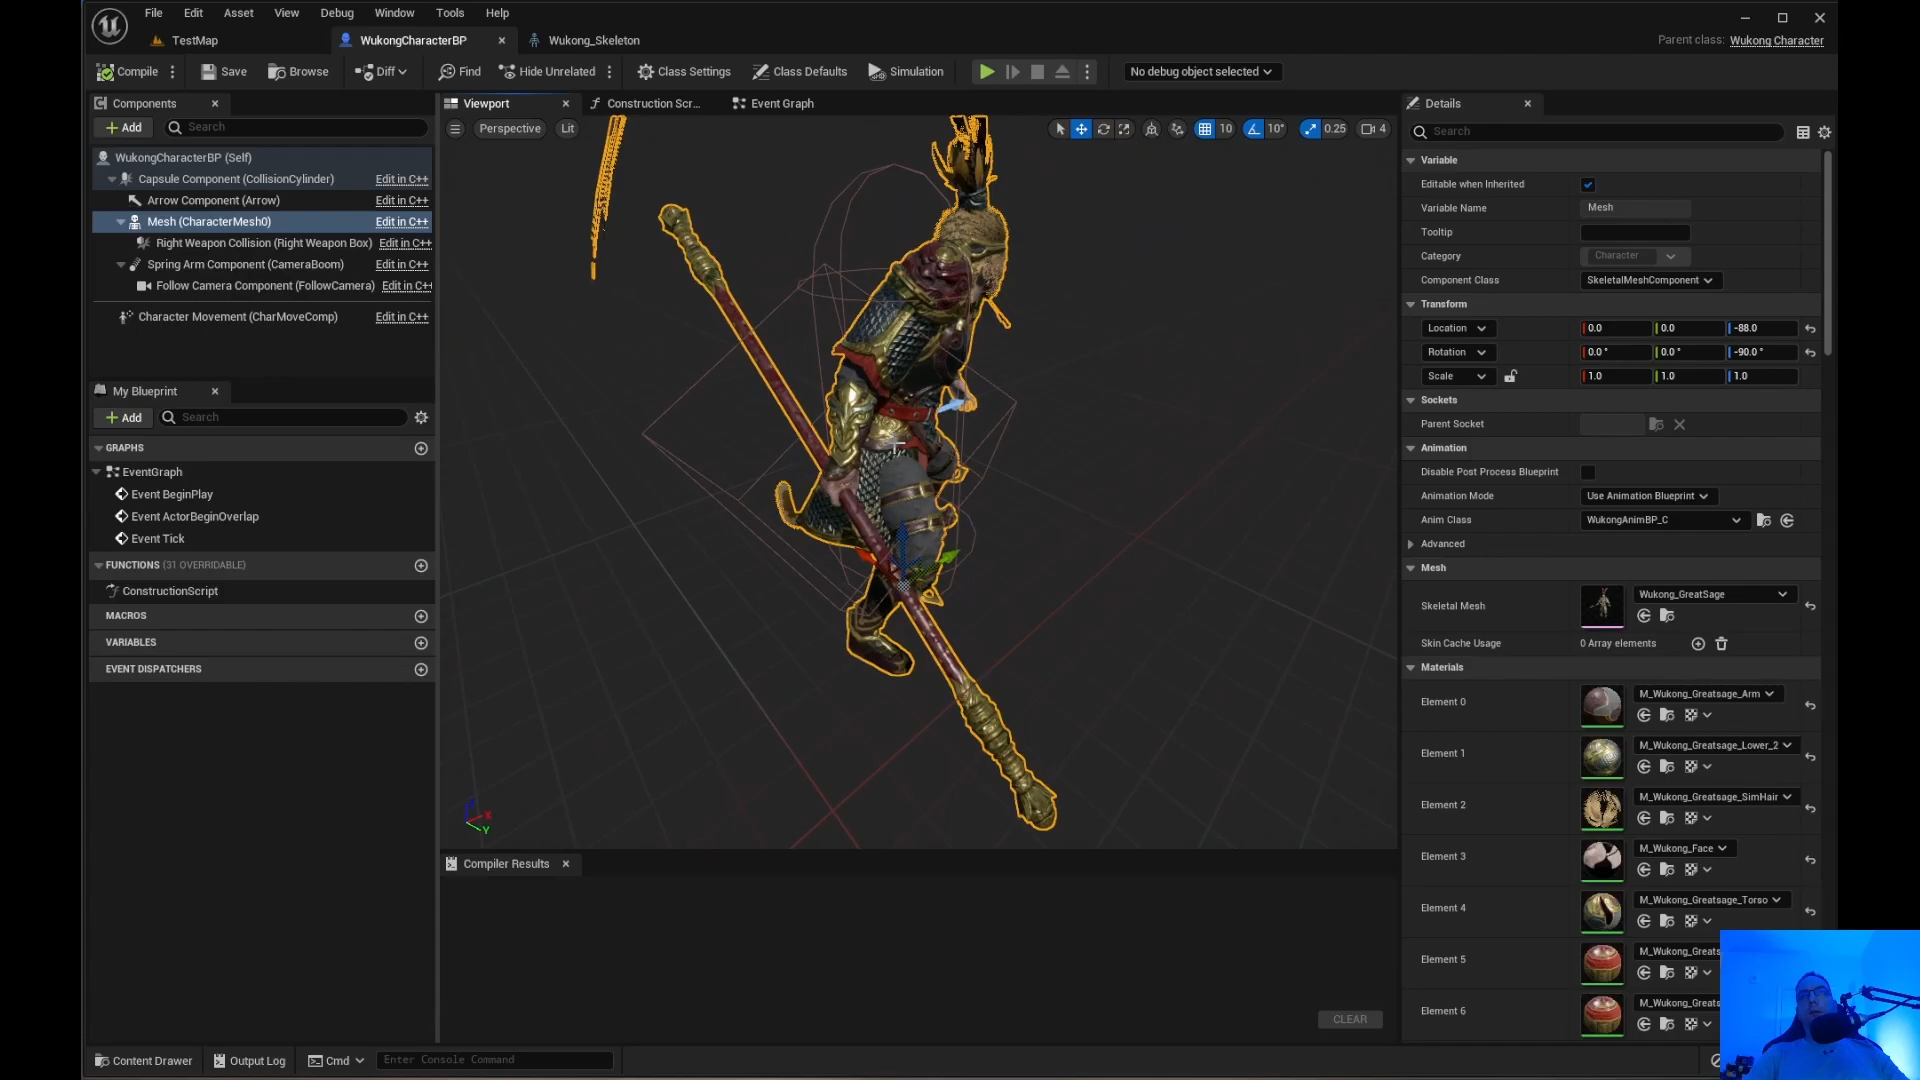 File Edit Asset View Debug Window Tools Help
TestMap WukongCharacterBP Wukong_Skeleton
Parent class: Wukong Character
Compile Save Browse Diff Find Hide Unrelated Class Settings Class Defaults Simulation No debug object selected
Components
Add Search
WukongCharacterBP (Self)
Capsule Component (CollisionCylinder) Edit in C++
Arrow Component (Arrow) Edit in C++
Mesh (CharacterMesh0) Edit in C++
Right Weapon Collision (Right Weapon Box) Edit in C++
Spring Arm Component (CameraBoom) Edit in C++
Follow Camera Component (FollowCamera) Edit in C++
Character Movement (CharMoveComp) Edit in C++
My Blueprint
Add Search
GRAPHS
EventGraph
Event BeginPlay
Event ActorBeginOverlap
Event Tick
FUNCTIONS (31 OVERRIDABLE)
ConstructionScript
MACROS
VARIABLES
EVENT DISPATCHERS
Viewport Construction Scr... Event Graph
Perspective Lit 10 10° 0.25 4
X
Y
Compiler Results
CLEAR
Details
Search
Variable
Editable when Inherited
Variable Name Mesh
Tooltip
Category Character
Component Class SkeletalMeshComponent
Transform
Location 0.0 0.0 -88.0
Rotation 0.0° 0.0° -90.0°
Scale 1.0 1.0 1.0
Sockets
Parent Socket
Animation
Disable Post Process Blueprint
Animation Mode Use Animation Blueprint
Anim Class WukongAnimBP_C
Advanced
Mesh
Skeletal Mesh Wukong_GreatSage
Skin Cache Usage 0 Array elements
Materials
Element 0 M_Wukong_Greatsage_Arm
Element 1 M_Wukong_Greatsage_Lower_2
Element 2 M_Wukong_Greatsage_SimHair
Element 3 M_Wukong_Face
Element 4 M_Wukong_Greatsage_Torso
Element 5 M_Wukong_Greats
Element 6 M_Wukong_Greats
Content Drawer Output Log Cmd Enter Console Command